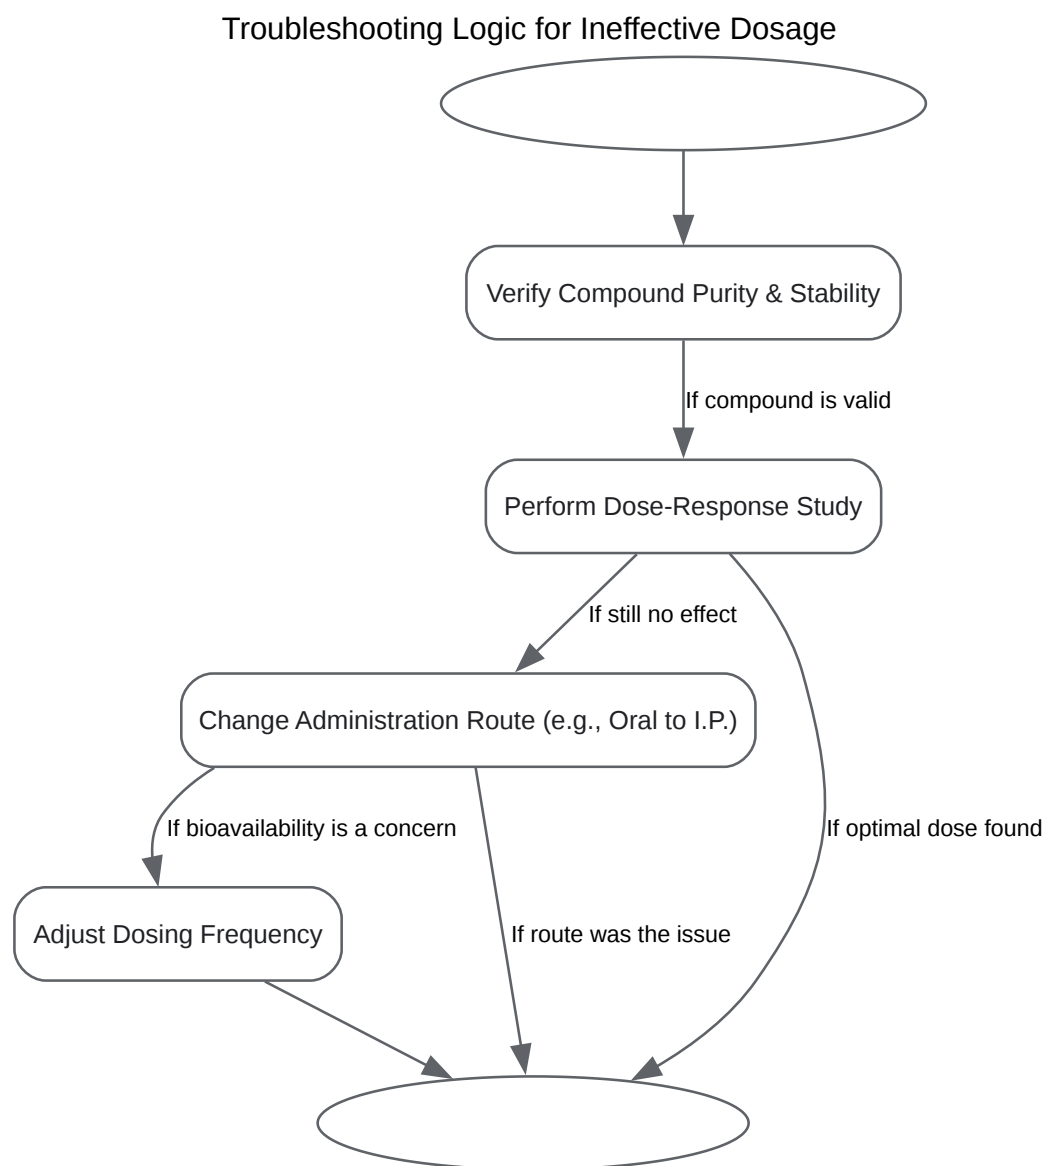 Troubleshooting Logic for Ineffective Dosage
Verify Compound Purity & Stability
If compound is valid
Perform Dose-Response Study
If still no effect
Change Administration Route (e.g., Oral to I.P.)
If bioavailability is a concern
If optimal dose found
Adjust Dosing Frequency
If route was the issue